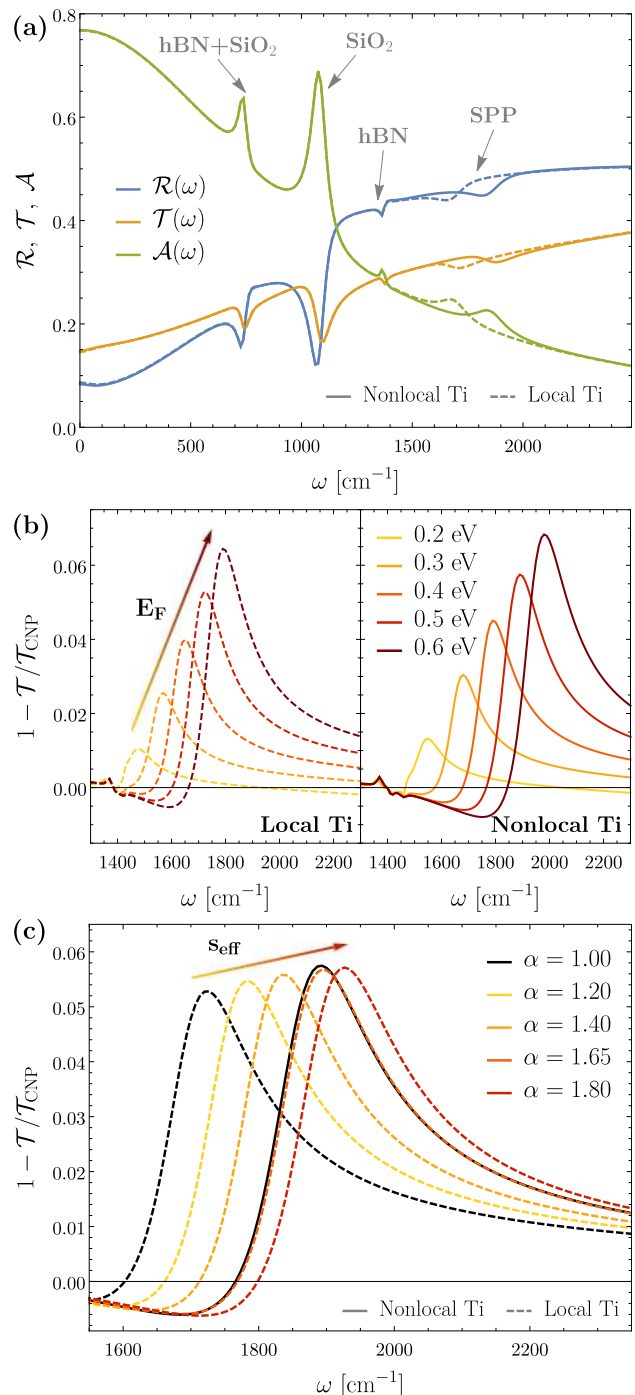 (a)
0.8
hBN+SiO₂
SiO₂
hBN
SPP
0.6
0.4
0.2
0.0
ℛ, 𝒯, 𝒜
ℛ(ω)
𝒯(ω)
𝒜(ω)
Nonlocal Ti
Local Ti
0 500 1000 1500 2000
ω [cm⁻¹]
(b)
0.06
0.04
0.02
0.00
1 − 𝒯/𝒯CNP
E_F
Local Ti
0.2 eV
0.3 eV
0.4 eV
0.5 eV
0.6 eV
Nonlocal Ti
1400 1600 1800 2000 2200
1400 1600 1800 2000 2200
ω [cm⁻¹]
ω [cm⁻¹]
(c)
0.06
0.05
0.04
0.03
0.02
0.01
0.00
1 − 𝒯/𝒯CNP
s_eff
α = 1.00
α = 1.20
α = 1.40
α = 1.65
α = 1.80
Nonlocal Ti
Local Ti
1600 1800 2000 2200
ω [cm⁻¹]